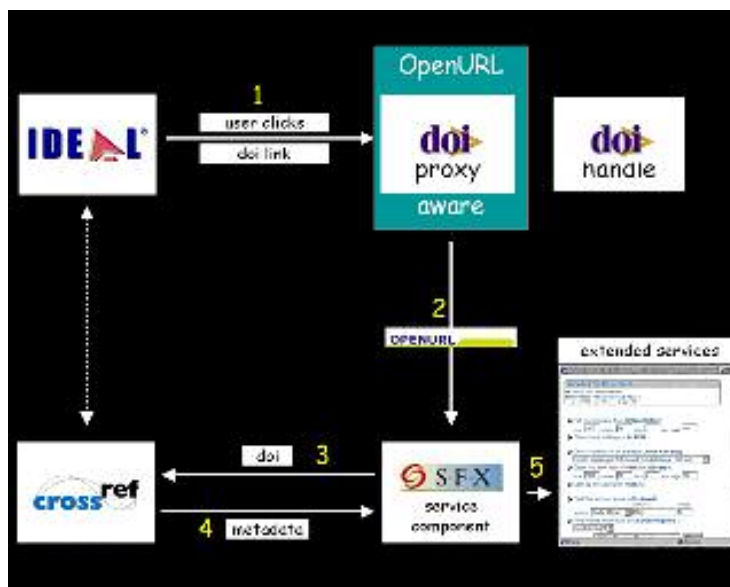 OpenURL
1
user clicks
doi link
IDEAL®
doi
proxy
doi
handle
aware
2
OPENURL
extended services
doi
3
crossref
SFX
5
4
metadata
service
component